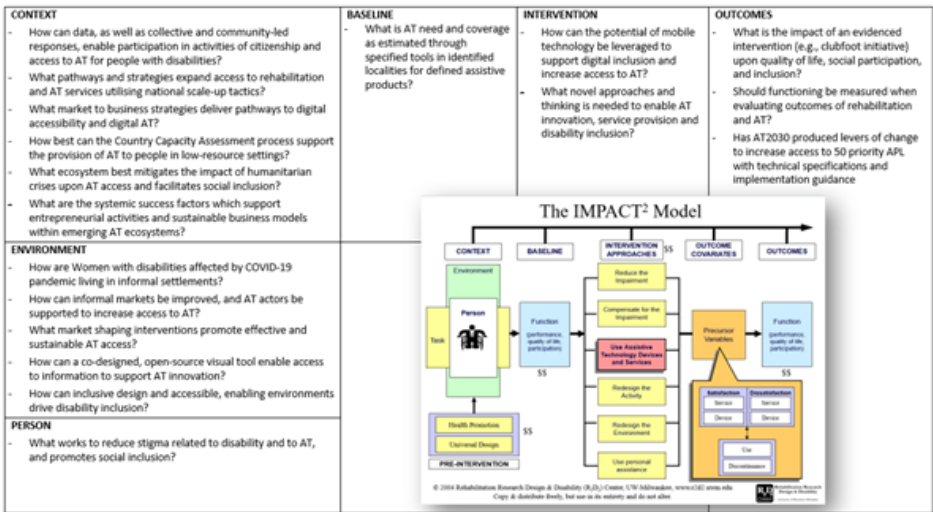 CONTEXT
- How can data, as well as collective and community-led
responses, enable participation in activities of citizenship and
access to AT for people with disabilities?
- What pathways and strategies expand access to rehabilitation
and AT services utilising national scale-up tactics?
- What market to business strategies deliver pathways to digital
accessibility and digital AT?
- How best can the Country Capacity Assessment process support
the provision of AT to people in low-resource settings?
- What ecosystem best mitigates the impact of humanitarian
crises upon AT access and facilitates social inclusion?
- What are the systemic success factors which support
entrepreneurial activities and sustainable business models
within emerging AT ecosystems?
ENVIRONMENT
- How are Women with disabilities affected by COVID-19
pandemic living in informal settlements?
- How can informal markets be improved, and AT actors be
supported to increase access to AT?
- What market shaping interventions promote effective and
sustainable AT access?
- How can a co-designed, open-source visual tool enable access
to information to support AT innovation?
- How can inclusive design and accessible, enabling environments
drive disability inclusion?
PERSON
- What works to reduce stigma related to disability and to AT,
and promotes social inclusion?
BASELINE
- What is AT need and coverage
as estimated through
specified tools in identified
localities for defined assistive
products?
INTERVENTION
- How can the potential of mobile
technology be leveraged to
support digital inclusion and
increase access to AT?
- What novel approaches and
thinking is needed to enable AT
innovation, service provision and
disability inclusion?
OUTCOMES
- What is the impact of an evidenced
intervention (e.g., clubfoot initiative)
upon quality of life, social participation,
and inclusion?
- Should functioning be measured when
evaluating outcomes of rehabilitation
and AT?
- Has AT2030 produced levers of change
to increase access to 50 priority APL
with technical specifications and
implementation guidance
The IMPACT² Model
CONTEXT
BASELINE
INTERVENTION
APPROACHES
$$
OUTCOME
COVARIATES
OUTCOMES
Environment
Person
Task
Function
(performance,
quality of life,
participation)
$$
Reduce the
Impairment
Compensate for the
Impairment
Use Assistive
Technology Devices
and Services
Redesign the
Activity
Redesign the
Environment
Use personal
assistance
Precursor
Variables
Function
(performance,
quality of life,
participation)
$$
Satisfaction
Service
Device
Dissatisfaction
Service
Device
Use
Discontinuance
Health Promotion
Universal Design
$$
PRE-INTERVENTION
© 2004 Rehabilitation Research Design & Disability (R₂D₂) Center, UW-Milwaukee,
Copy & distribute freely, but use in its entirety and do not alter
R₂D₂
Rehabilitation Research
Design & Disability